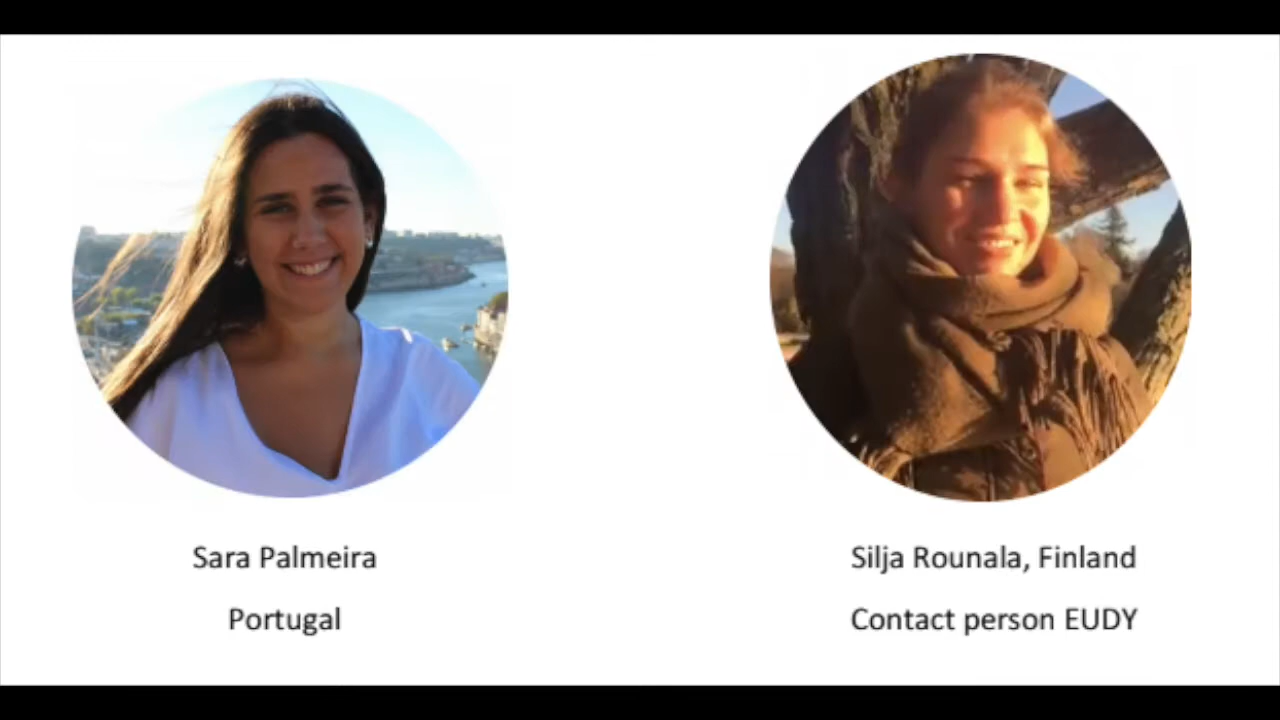 Sara Palmeira
Portugal
Silja Rounala, Finland
Contact person EUDY